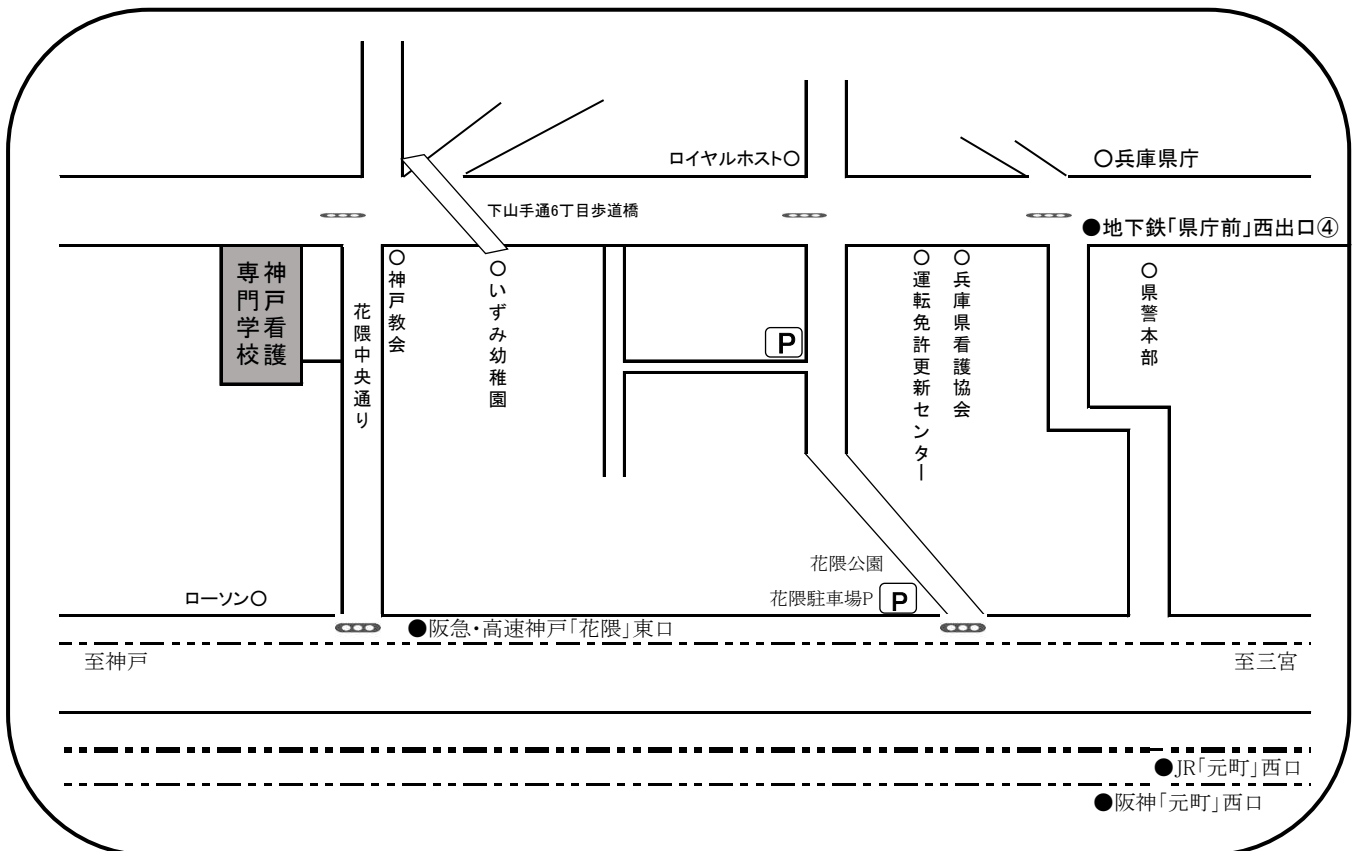 ロイヤルホスト○
○兵庫県庁
下山手通6丁目歩道橋
●地下鉄「県庁前」西出口④
神戸看護
専門学校
花隈中央通り
○神戸教会
○いずみ幼稚園
P
○運転免許更新センター
○兵庫県看護協会
○県警本部
花隈公園
花隈駐車場P
P
ローソン○
●阪急・高速神戸「花隈」東口
至神戸
至三宮
●JR「元町」西口
●阪神「元町」西口